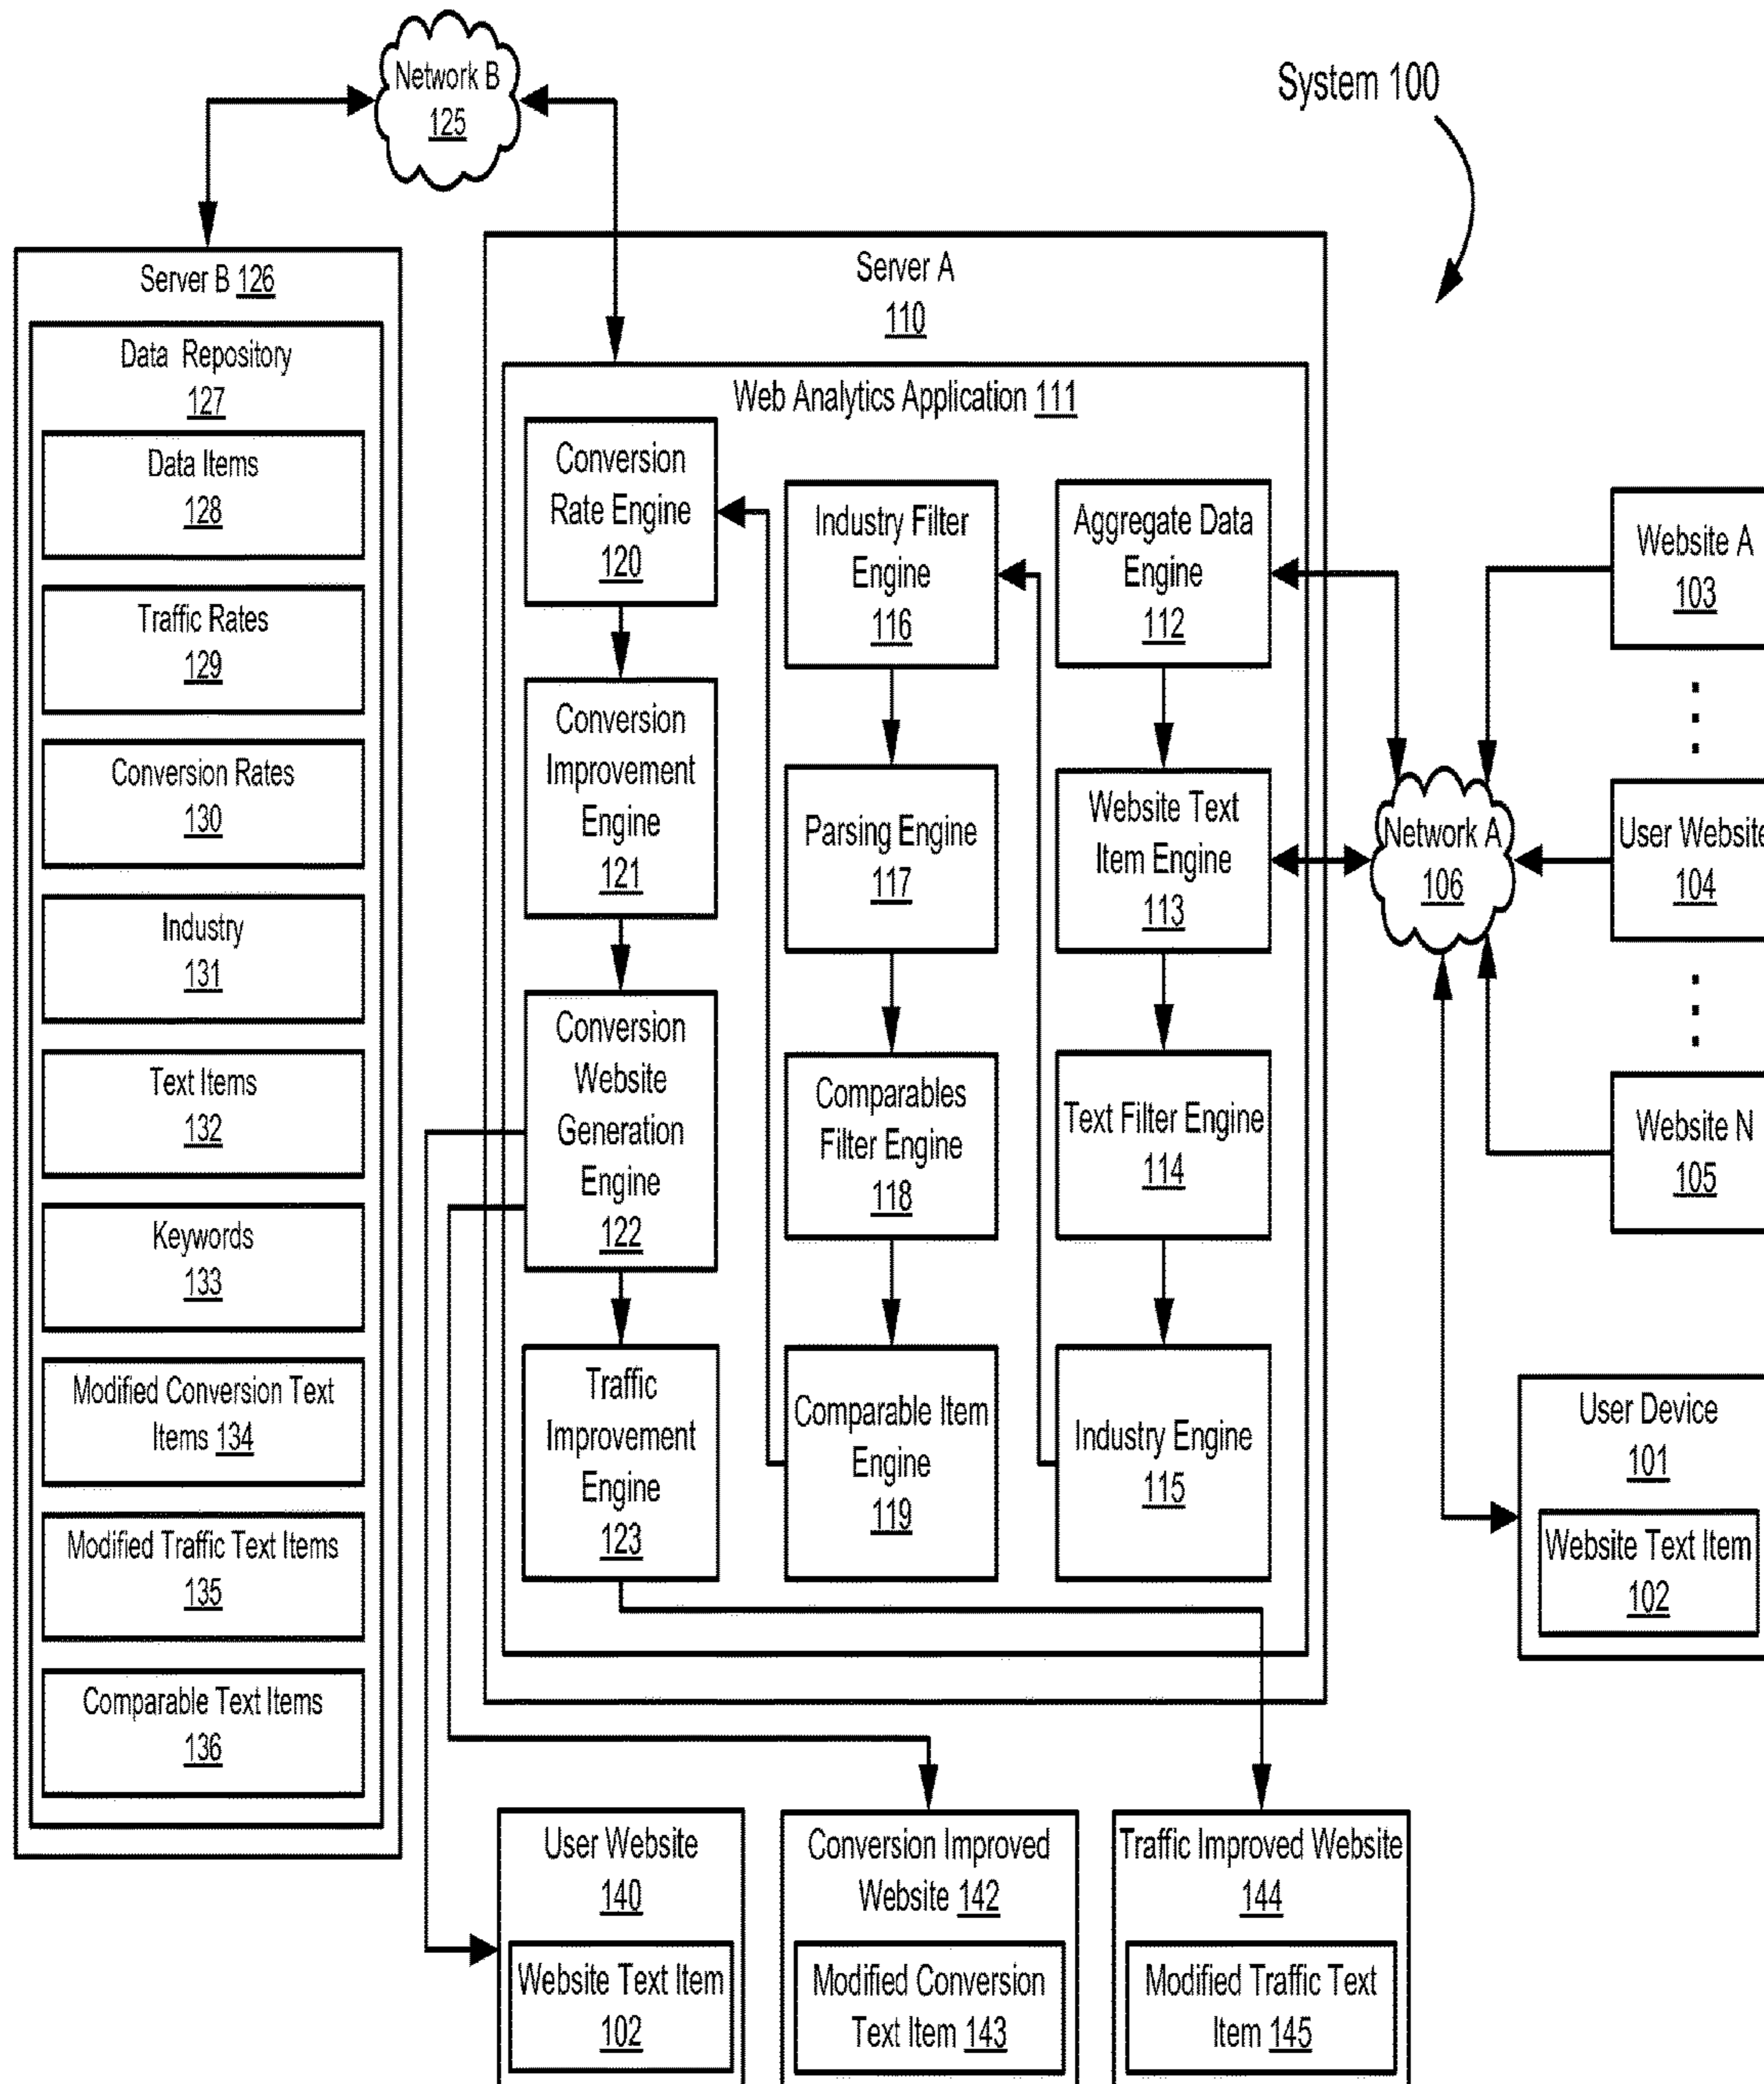 Network B
125
System 100
Server B 126
Data Repository
127
Data Items
128
Traffic Rates
129
Conversion Rates
130
Industry
131
Text Items
132
Keywords
133
Modified Conversion Text
Items 134
Modified Traffic Text Items
135
Comparable Text Items
136
Server A
110
Web Analytics Application 111
Conversion
Rate Engine
120
Conversion
Improvement
Engine
121
Conversion
Website
Generation
Engine
122
Traffic
Improvement
Engine
123
Industry Filter
Engine
116
Parsing Engine
117
Comparables
Filter Engine
118
Comparable Item
Engine
119
Aggregate Data
Engine
112
Website Text
Item Engine
113
Text Filter Engine
114
Industry Engine
115
Network A
106
Website A
103
User Website
104
Website N
105
User Device
101
Website Text Item
102
User Website
140
Website Text Item
102
Conversion Improved
Website 142
Modified Conversion
Text Item 143
Traffic Improved Website
144
Modified Traffic Text
Item 145